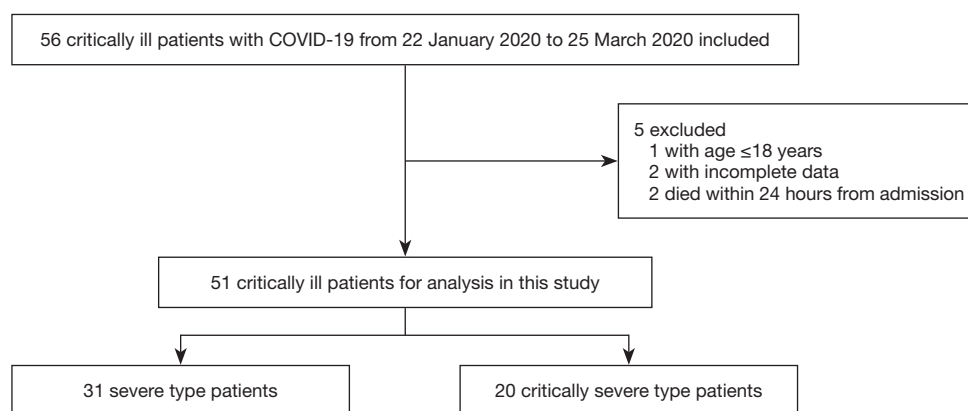 56 critically ill patients with COVID-19 from 22 January 2020 to 25 March 2020 included
5 excluded
1 with age ≤18 years
2 with incomplete data
2 died within 24 hours from admission
51 critically ill patients for analysis in this study
31 severe type patients
20 critically severe type patients